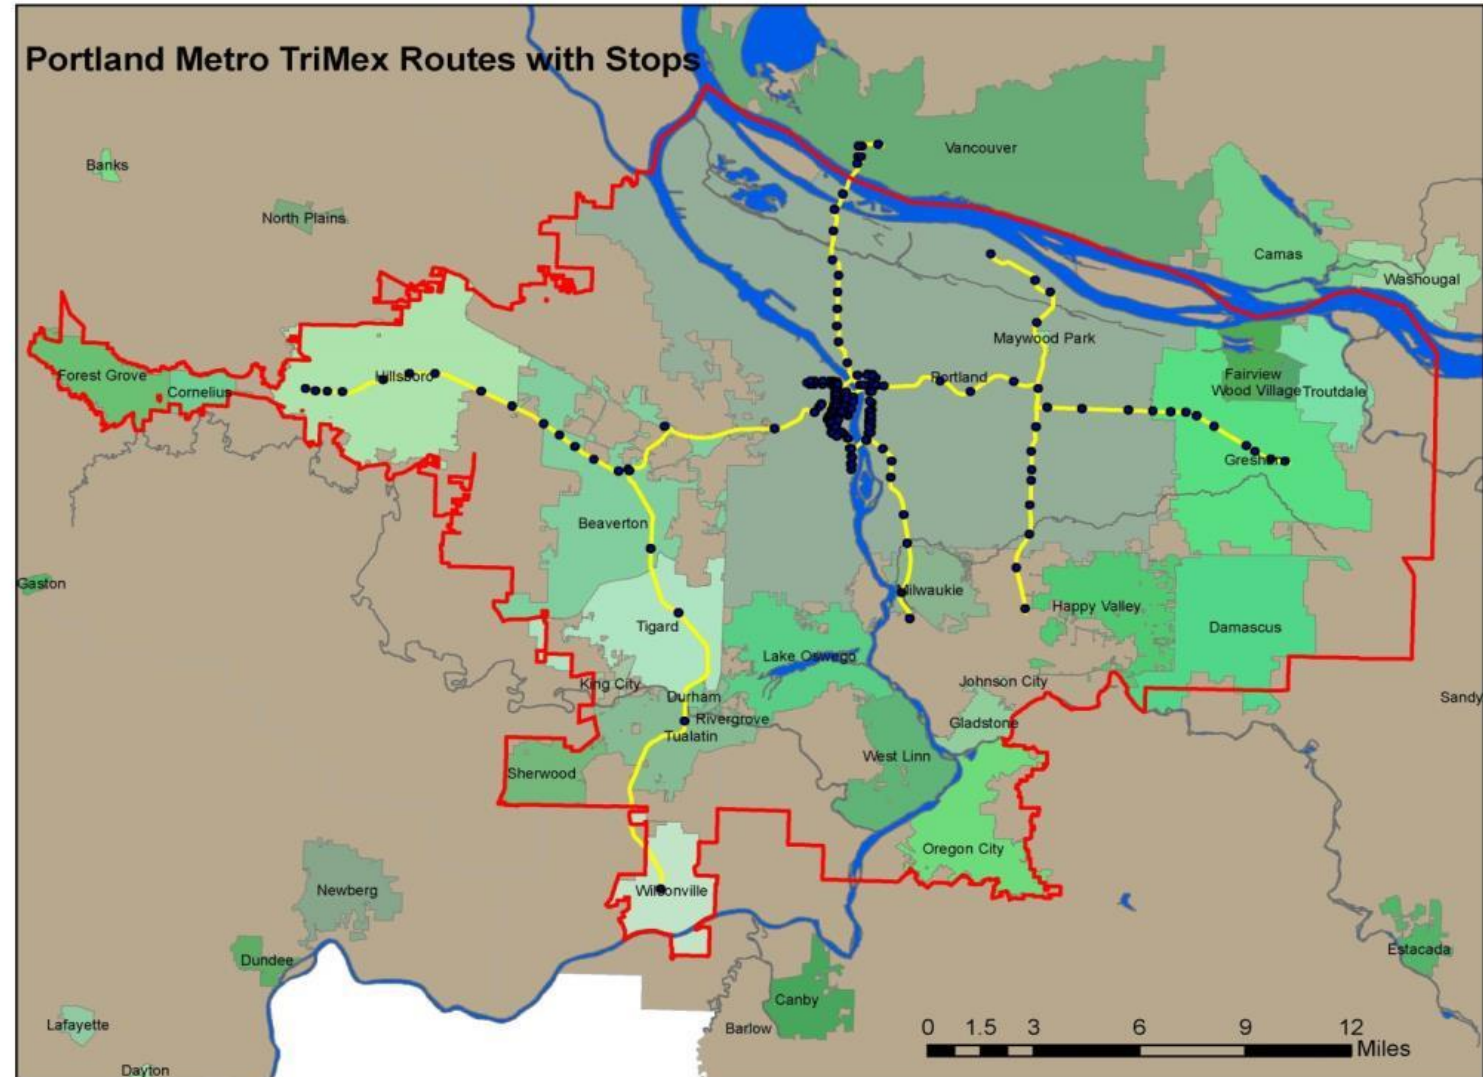 Portland Metro TriMex Routes with Stops
Vancouver
Banks
North Plains
Camas
Washougal
Maywood Park
Forest Grove
Cornelius
Hillsboro
Portland
Fairview
Wood Village
Troutdale
Gresham
Beaverton
Gaston
Milwaukie
Happy Valley
Tigard
Damascus
Lake Oswego
King City
Johnson City
Durham
Sandy
Rivergrove
Gladstone
Tualatin
West Linn
Sherwood
Oregon City
Newberg
Wilsonville
Estacada
Dundee
Canby
Lafayette
Barlow
0 1.5 3 6 9 12
Miles
Dayton